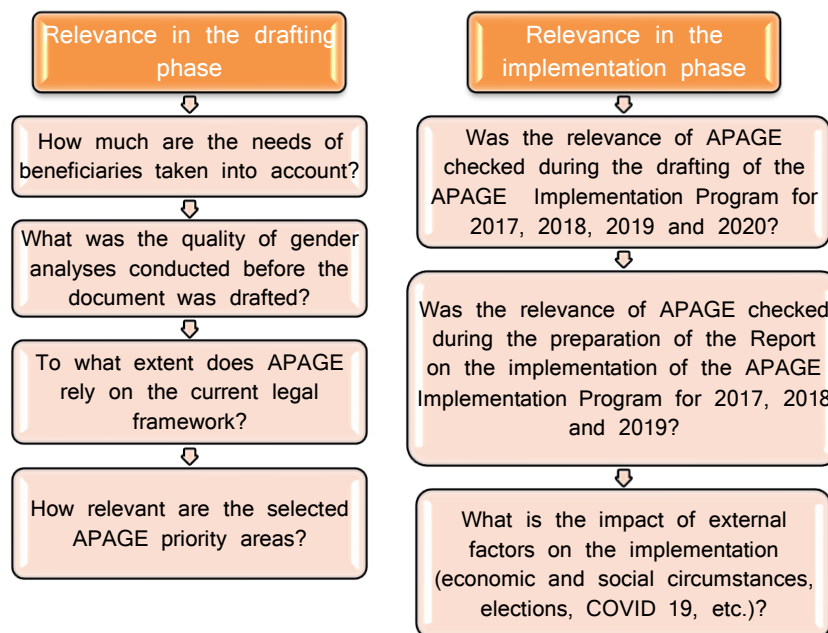 Relevance in the drafting
phase
How much are the needs of
beneficiaries taken into account?
What was the quality of gender
analyses conducted before the
document was drafted?
To what extent does APAGE
rely on the current legal
framework?
How relevant are the selected
APAGE priority areas?
Relevance in the
implementation phase
Was the relevance of APAGE
checked during the drafting of the
APAGE Implementation Program for
2017, 2018, 2019 and 2020?
Was the relevance of APAGE checked
during the preparation of the Report
on the implementation of the APAGE
Implementation Program for 2017, 2018
and 2019?
What is the impact of external
factors on the implementation
(economic and social circumstances,
elections, COVID 19, etc.)?